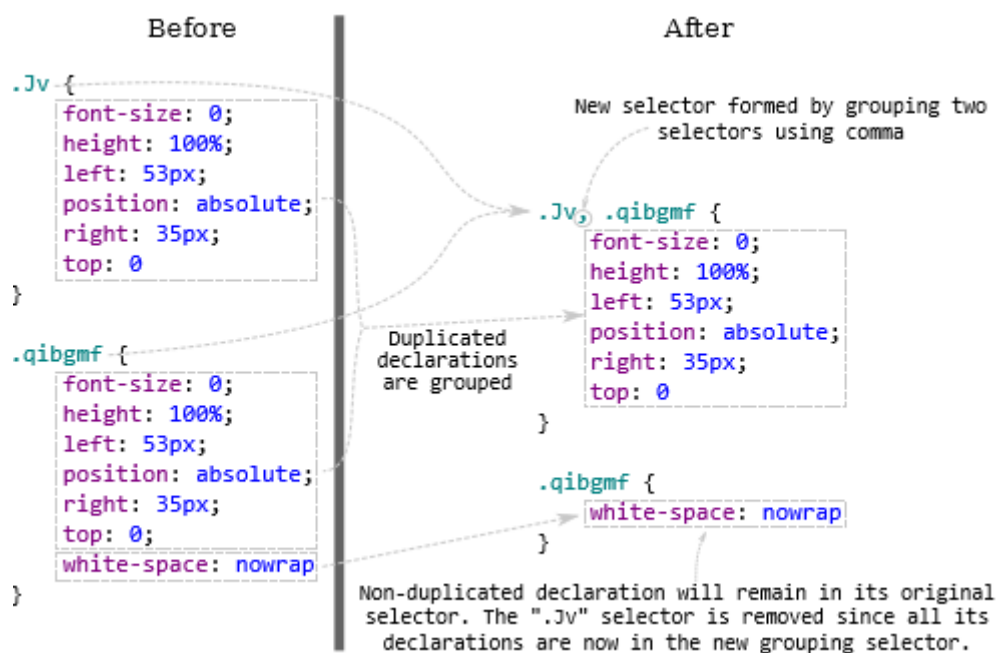 Before
.Jv {
font-size: 0;
height: 100%;
left: 53px;
position: absolute;
right: 35px;
top: 0
}
.qibgmf {
font-size: 0;
height: 100%;
left: 53px;
position: absolute;
right: 35px;
top: 0;
white-space: nowrap
}
Duplicated
declarations
are grouped
After
New selector formed by grouping two
selectors using comma
.Jv, .qibgmf {
font-size: 0;
height: 100%;
left: 53px;
position: absolute;
right: 35px;
top: 0
}
.qibgmf {
white-space: nowrap
}
Non-duplicated declaration will remain in its original
selector. The ".Jv" selector is removed since all its
declarations are now in the new grouping selector.